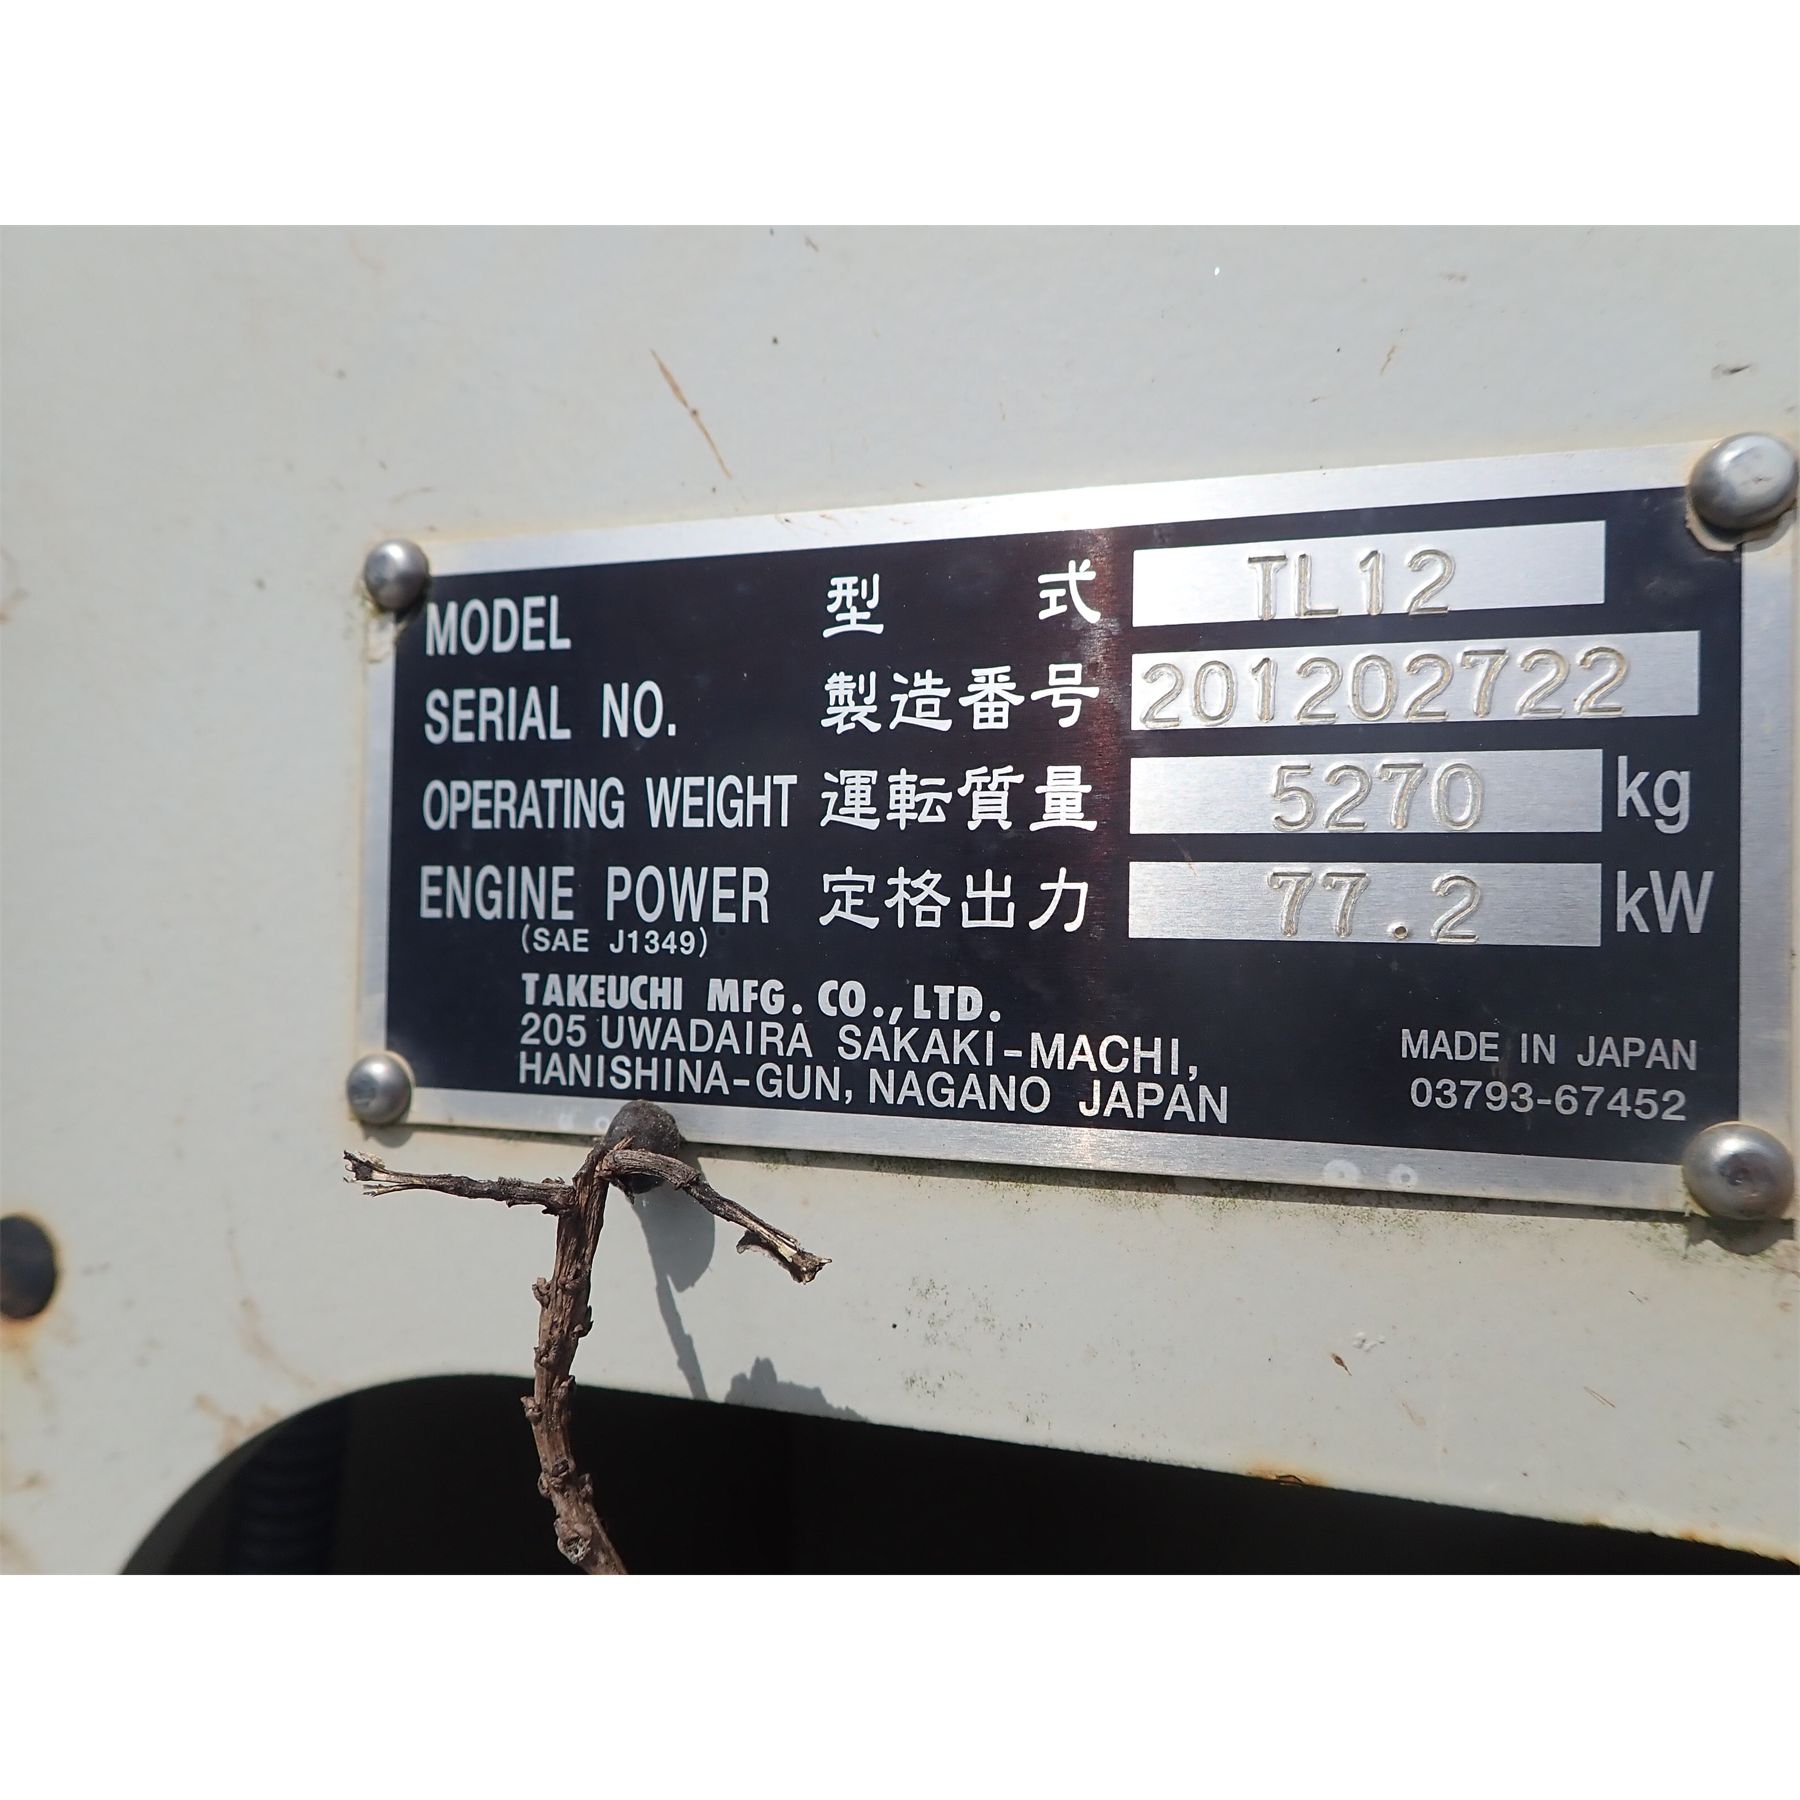 MODEL 型 式 TL12
SERIAL NO. 製造番号 201202722
OPERATING WEIGHT 運転質量 5270 kg
ENGINE POWER 定格出力 77.2 kW
(SAE J1349)
TAKEUCHI MFG. CO.,LTD.
205 UWADAIRA SAKAKI-MACHI,
HANISHINA-GUN, NAGANO JAPAN
MADE IN JAPAN
03793-67452